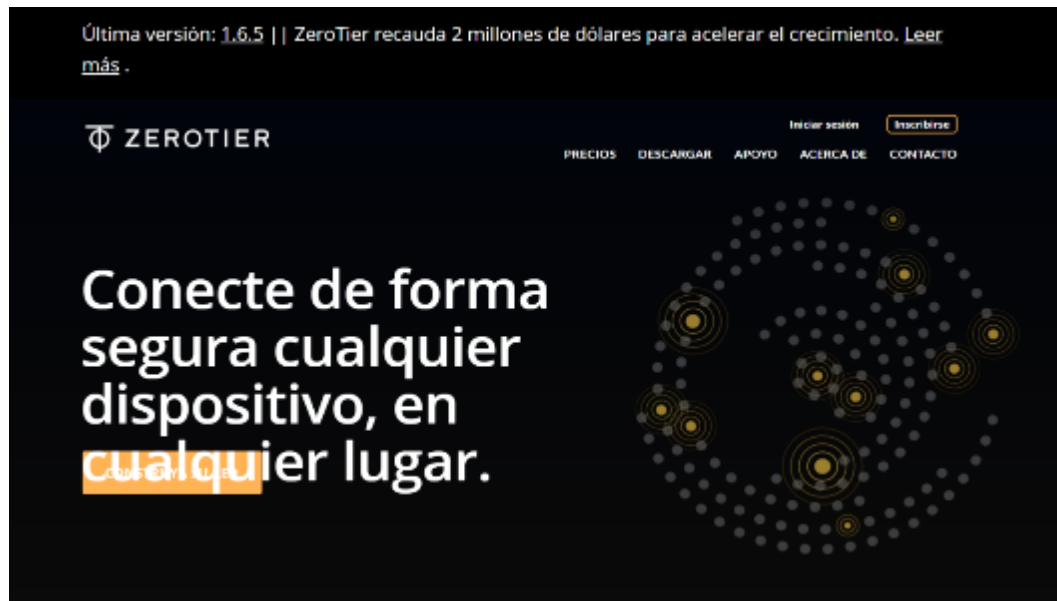 Última versión: 1.6.5 || ZeroTier recauda 2 millones de dólares para acelerar el crecimiento. Leer
más .
ZEROTIER
Iniciar sesión Inscribirse
PRECIOS DESCARGAR APOYO ACERCA DE CONTACTO
Conecte de forma
segura cualquier
dispositivo, en
cualquier lugar.